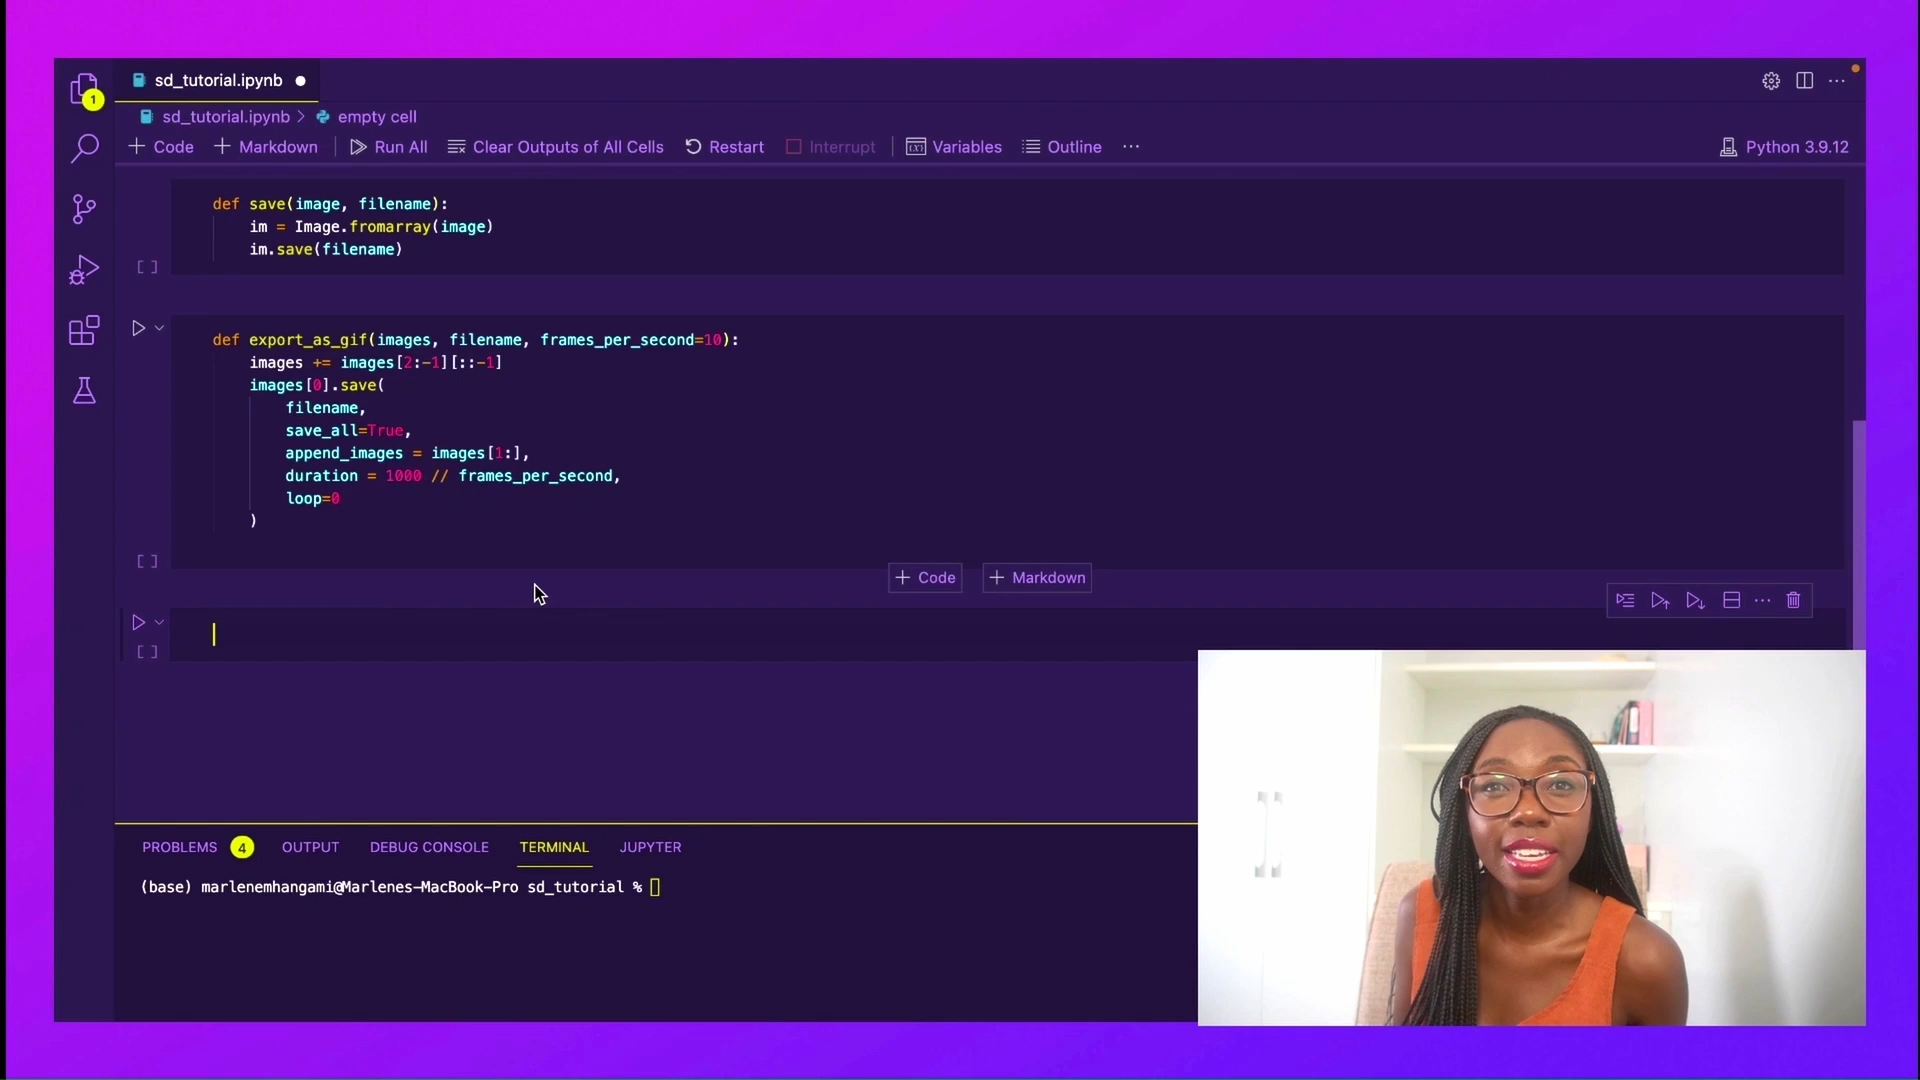 sd_tutorial.ipynb
1
sd_tutorial.ipynb > empty cell
+ Code + Markdown Run All Clear Outputs of All Cells Restart Interrupt Variables Outline ...
Python 3.9.12
def save(image, filename):
im = Image.fromarray(image)
im.save(filename)
[ ]
def export_as_gif(images, filename, frames_per_second=10):
images += images[2:-1][::-1]
images[0].save(
filename,
save_all=True,
append_images = images[1:],
duration = 1000 // frames_per_second,
loop=0
)
[ ]
+ Code + Markdown
[ ]
PROBLEMS 4 OUTPUT DEBUG CONSOLE TERMINAL JUPYTER
(base) marlenemhangami@Marlenes-MacBook-Pro sd_tutorial %